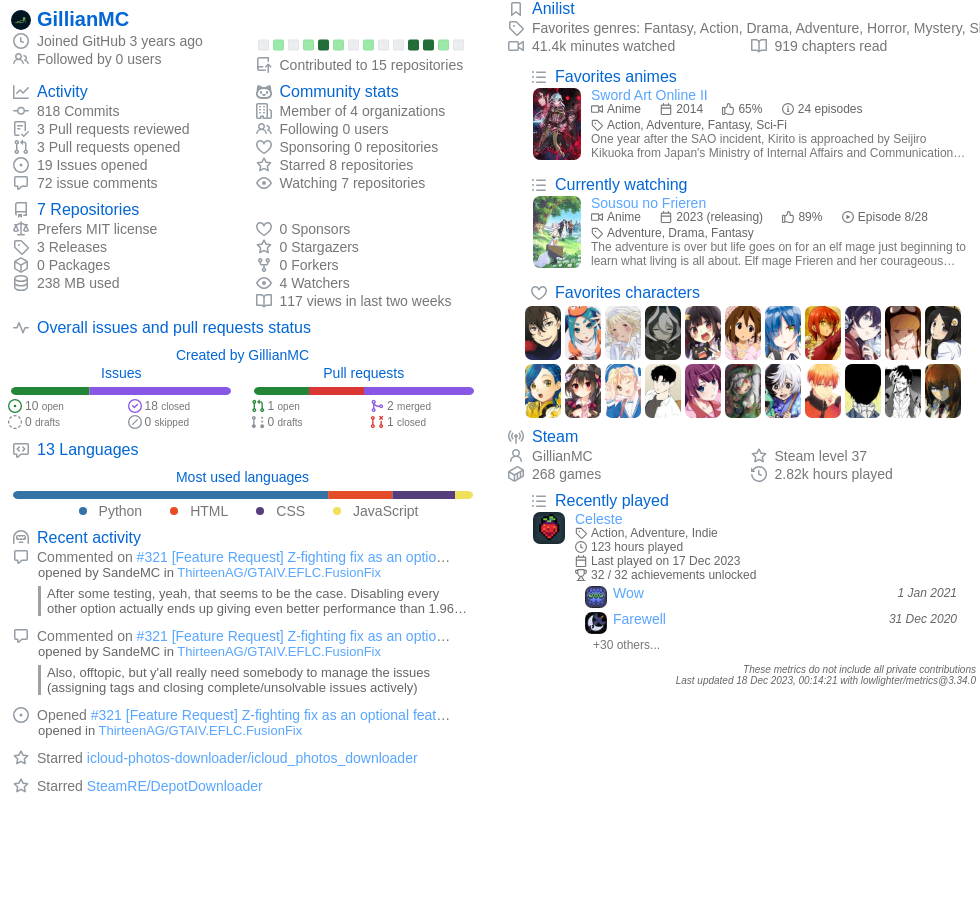 GillianMC
Joined GitHub 3 years ago
Followed by 0 users
Contributed to 15 repositories
Activity
818 Commits
3 Pull requests reviewed
3 Pull requests opened
19 Issues opened
72 issue comments
Community stats
Member of 4 organizations
Following 0 users
Sponsoring 0 repositories
Starred 8 repositories
Watching 7 repositories
7 Repositories
Prefers MIT license
3 Releases
0 Packages
238 MB used
0 Sponsors
0 Stargazers
0 Forkers
4 Watchers
117 views in last two weeks
Overall issues and pull requests status
Created by GillianMC
Issues
10 open
18 closed
0 drafts
0 skipped
Pull requests
1 open
2 merged
0 drafts
1 closed
13 Languages
Most used languages
Python HTML CSS JavaScript
Recent activity
Commented on #321 [Feature Request] Z-fighting fix as an optio…
opened by SandeMC in ThirteenAG/GTAIV.EFLC.FusionFix
After some testing, yeah, that seems to be the case. Disabling every
other option actually ends up giving even better performance than 1.96…
Commented on #321 [Feature Request] Z-fighting fix as an optio…
opened by SandeMC in ThirteenAG/GTAIV.EFLC.FusionFix
Also, offtopic, but y'all really need somebody to manage the issues
(assigning tags and closing complete/unsolvable issues actively)
Opened #321 [Feature Request] Z-fighting fix as an optional feat…
opened in ThirteenAG/GTAIV.EFLC.FusionFix
Starred icloud-photos-downloader/icloud_photos_downloader
Starred SteamRE/DepotDownloader
Anilist
Favorites genres: Fantasy, Action, Drama, Adventure, Horror, Mystery, S
41.4k minutes watched
919 chapters read
Favorites animes
Sword Art Online II
Anime 2014 65% 24 episodes
Action, Adventure, Fantasy, Sci-Fi
One year after the SAO incident, Kirito is approached by Seijiro
Kikuoka from Japan's Ministry of Internal Affairs and Communication…
Currently watching
Sousou no Frieren
Anime 2023 (releasing) 89% Episode 8/28
Adventure, Drama, Fantasy
The adventure is over but life goes on for an elf mage just beginning to
learn what living is all about. Elf mage Frieren and her courageous…
Favorites characters
Steam
GillianMC
Steam level 37
268 games
2.82k hours played
Recently played
Celeste
Action, Adventure, Indie
123 hours played
Last played on 17 Dec 2023
32 / 32 achievements unlocked
Wow 1 Jan 2021
Farewell 31 Dec 2020
+30 others...
These metrics do not include all private contributions
Last updated 18 Dec 2023, 00:14:21 with lowlighter/metrics@3.34.0